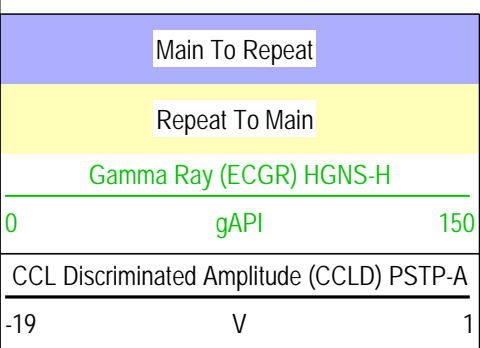 Main To Repeat
Repeat To Main
Gamma Ray (ECGR) HGNS-H
0 gAPI 150
CCL Discriminated Amplitude (CCLD) PSTP-A
-19 V 1